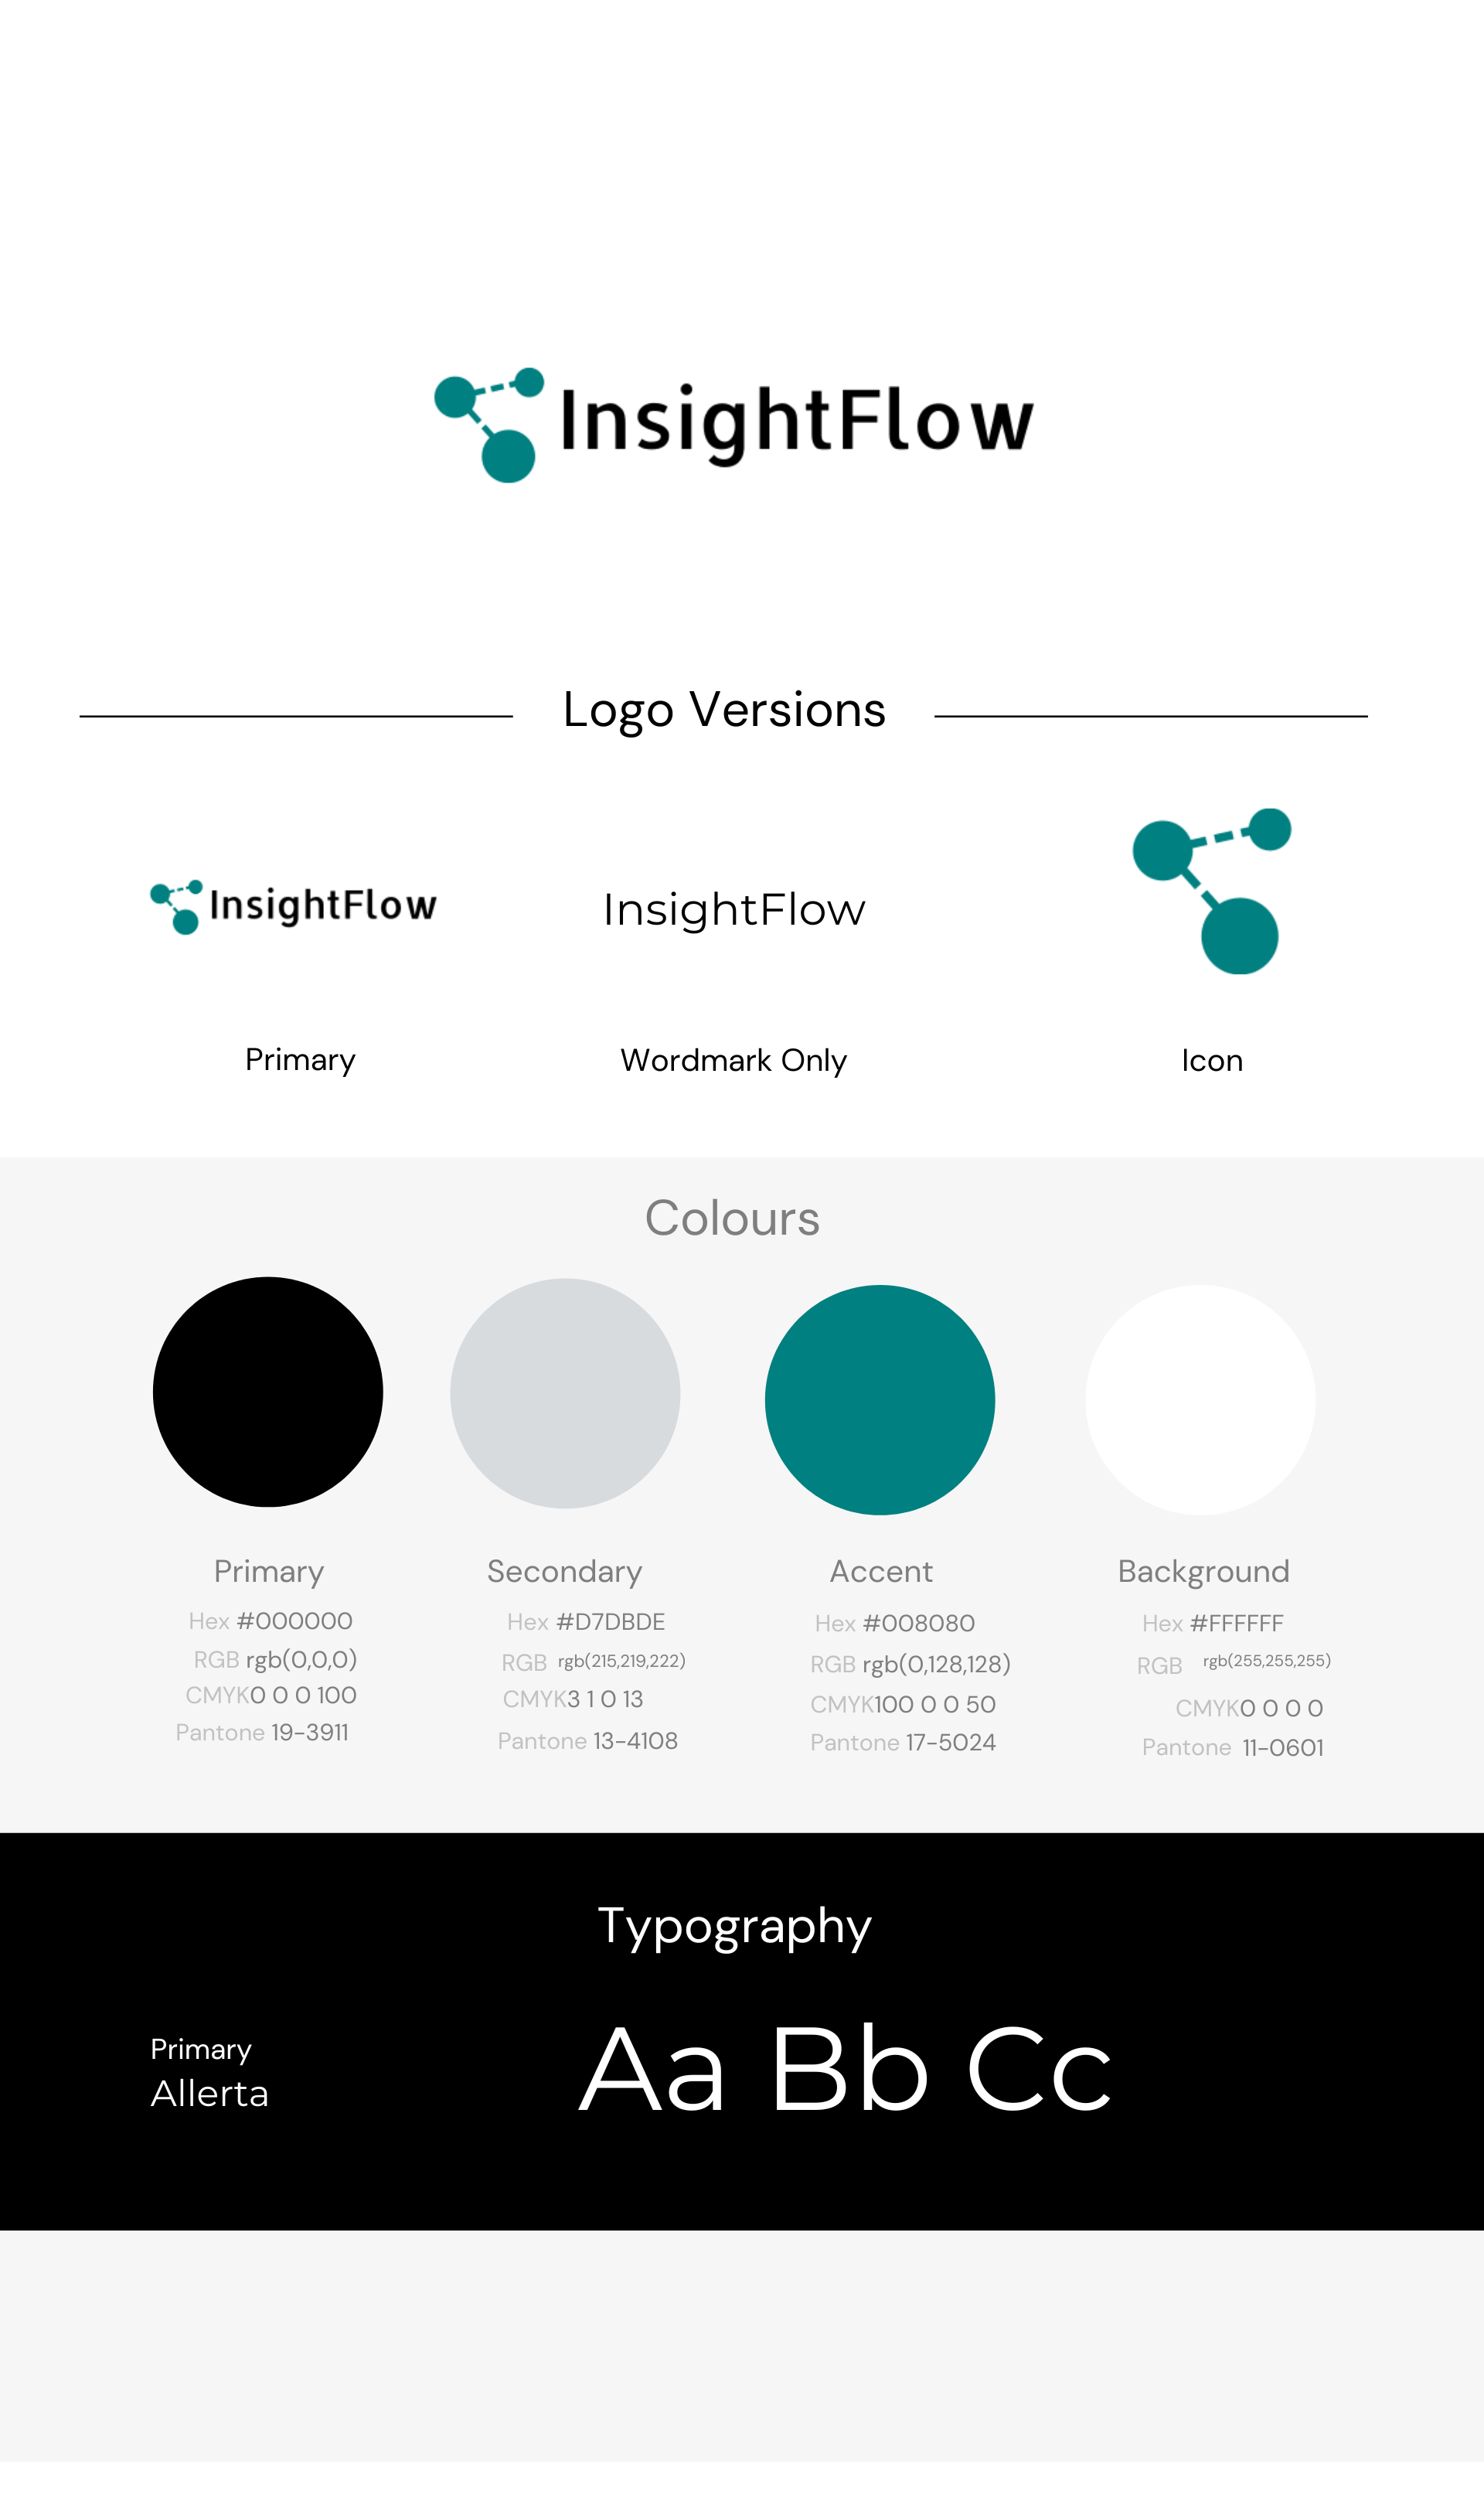 InsightFlow
Logo Versions
InsightFlow
InsightFlow
Primary
Wordmark Only
Icon
Colours
Primary
Hex #000000
RGB rgb(0,0,0)
CMYK0 0 0 100
Pantone 19-3911
Secondary
Hex #D7DBDE
RGB rgb(215,219,222)
CMYK3 1 0 13
Pantone 13-4108
Accent
Hex #008080
RGB rgb(0,128,128)
CMYK100 0 0 50
Pantone 17-5024
Background
Hex #FFFFFF
RGB rgb(255,255,255)
CMYK0 0 0 0
Pantone 11-0601
Typography
Primary
Allerta
Aa Bb Cc